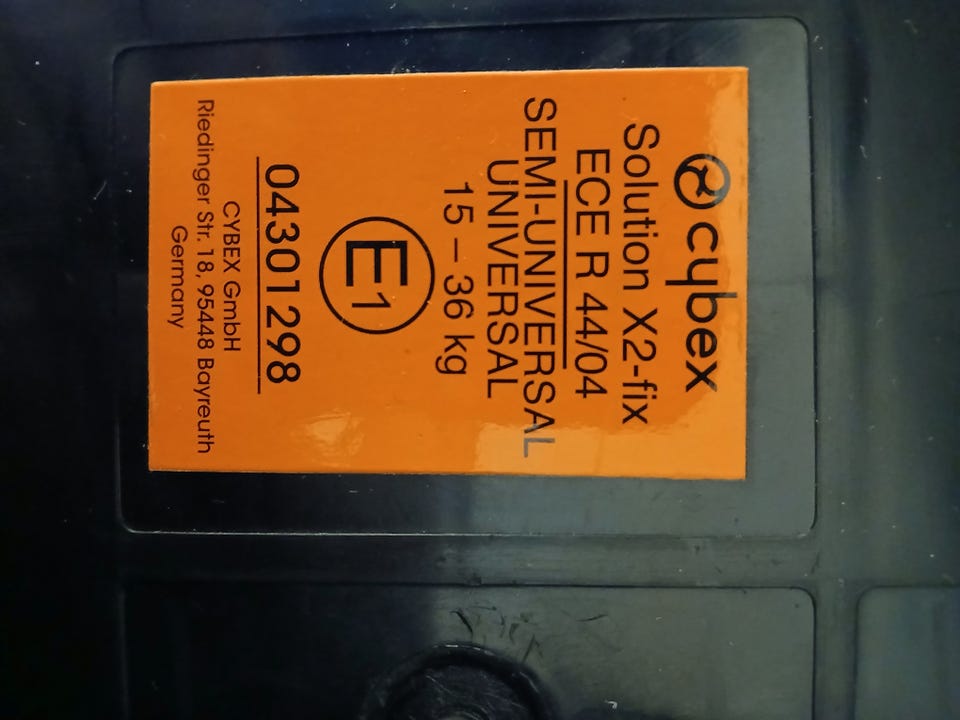 cybex
Solution X2-fix
ECE R 44/04
SEMI-UNIVERSAL
UNIVERSAL
15 – 36 kg
E1
04301298
CYBEX GmbH
Riedinger Str. 18, 95448 Bayreuth
Germany